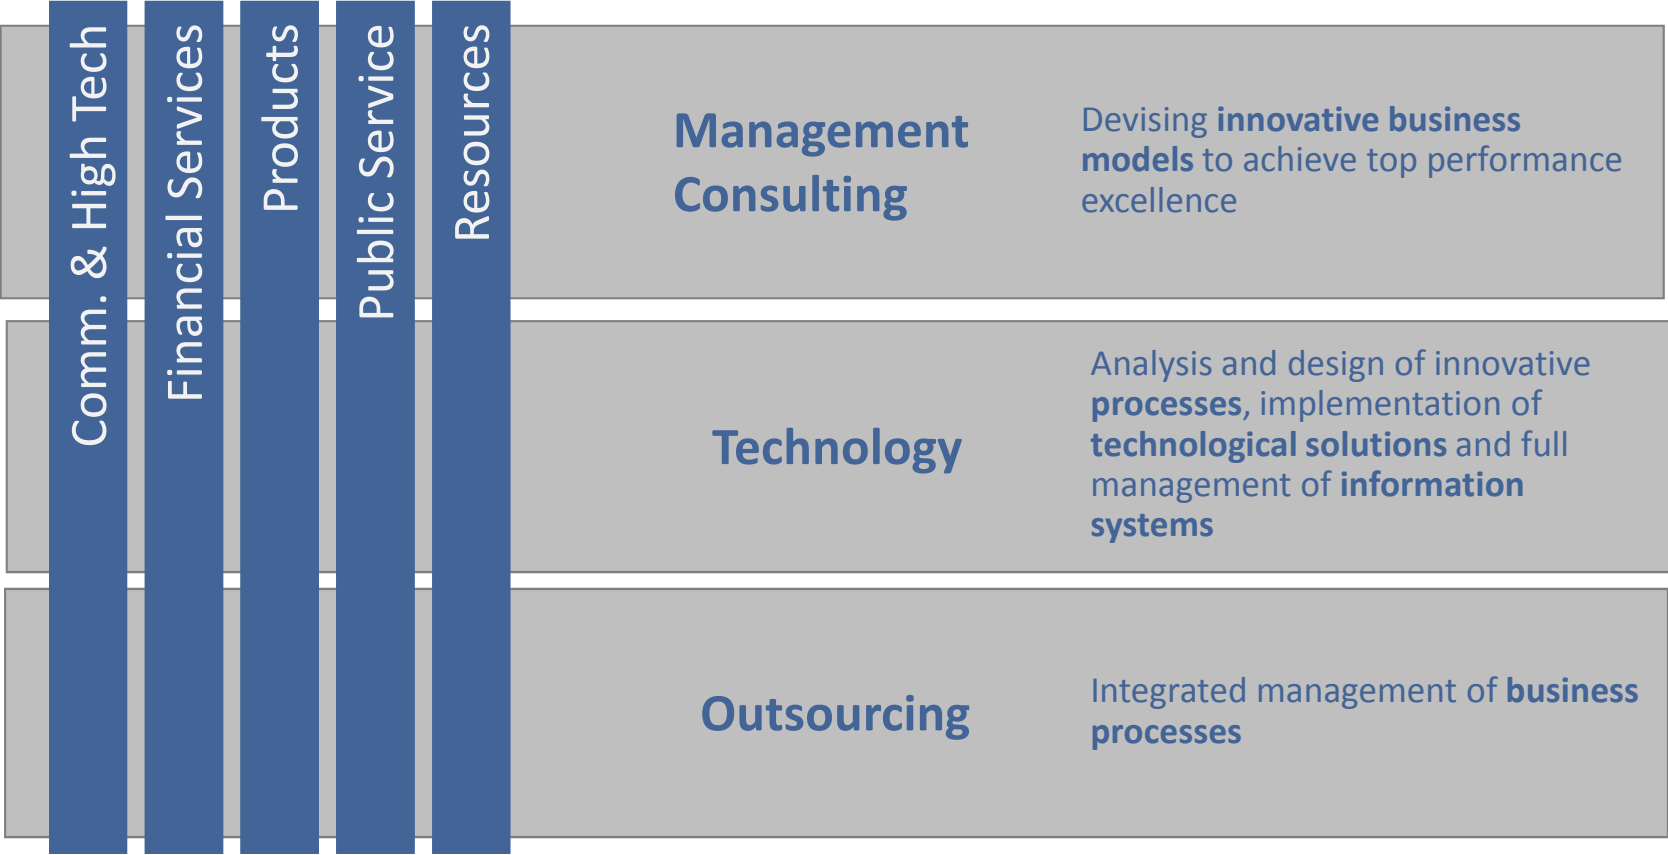 Comm. & High Tech
Financial Services
Products
Public Service
Resources
Management
Consulting
Devising innovative business
models to achieve top performance
excellence
Technology
Analysis and design of innovative
processes, implementation of
technological solutions and full
management of information
systems
Outsourcing
Integrated management of business
processes